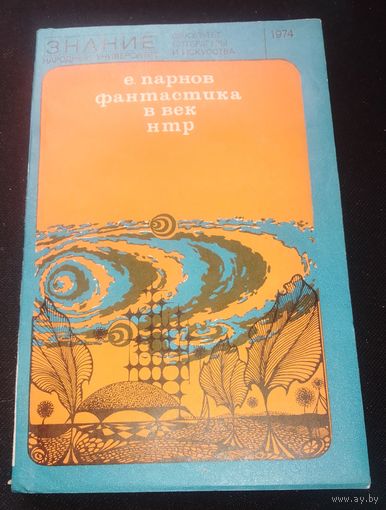 ЗНАНИЕ
НАРОДНЫЙ УНИВЕРСИТЕТ
ФАКУЛЬТЕТ
ЛИТЕРАТУРЫ
И ИСКУССТВА
1974
е. парнов
фантастика
в век
нтр
www.ay.by